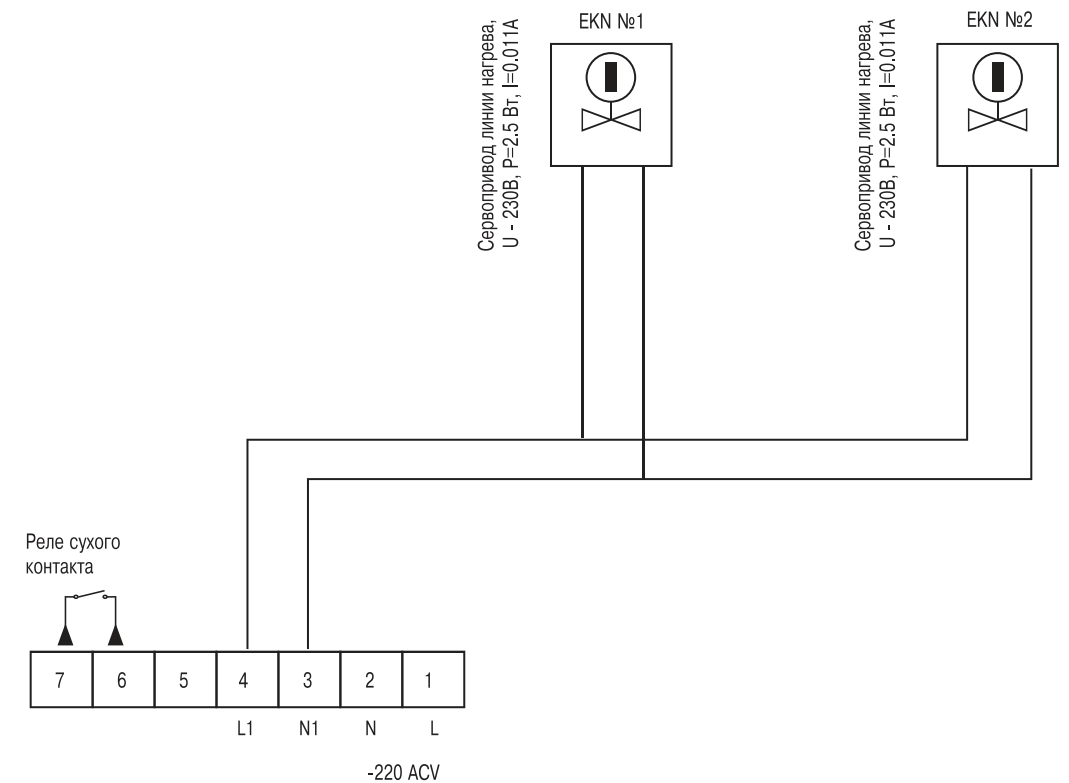 EKN №1
EKN №2
Сервопривод линии нагрева,
U - 230В, P=2.5 Вт, I=0.011А
Сервопривод линии нагрева,
U - 230В, P=2.5 Вт, I=0.011А
Реле сухого
контакта
7 6 5 4 3 2 1
L1 N1 N L
-220 ACV